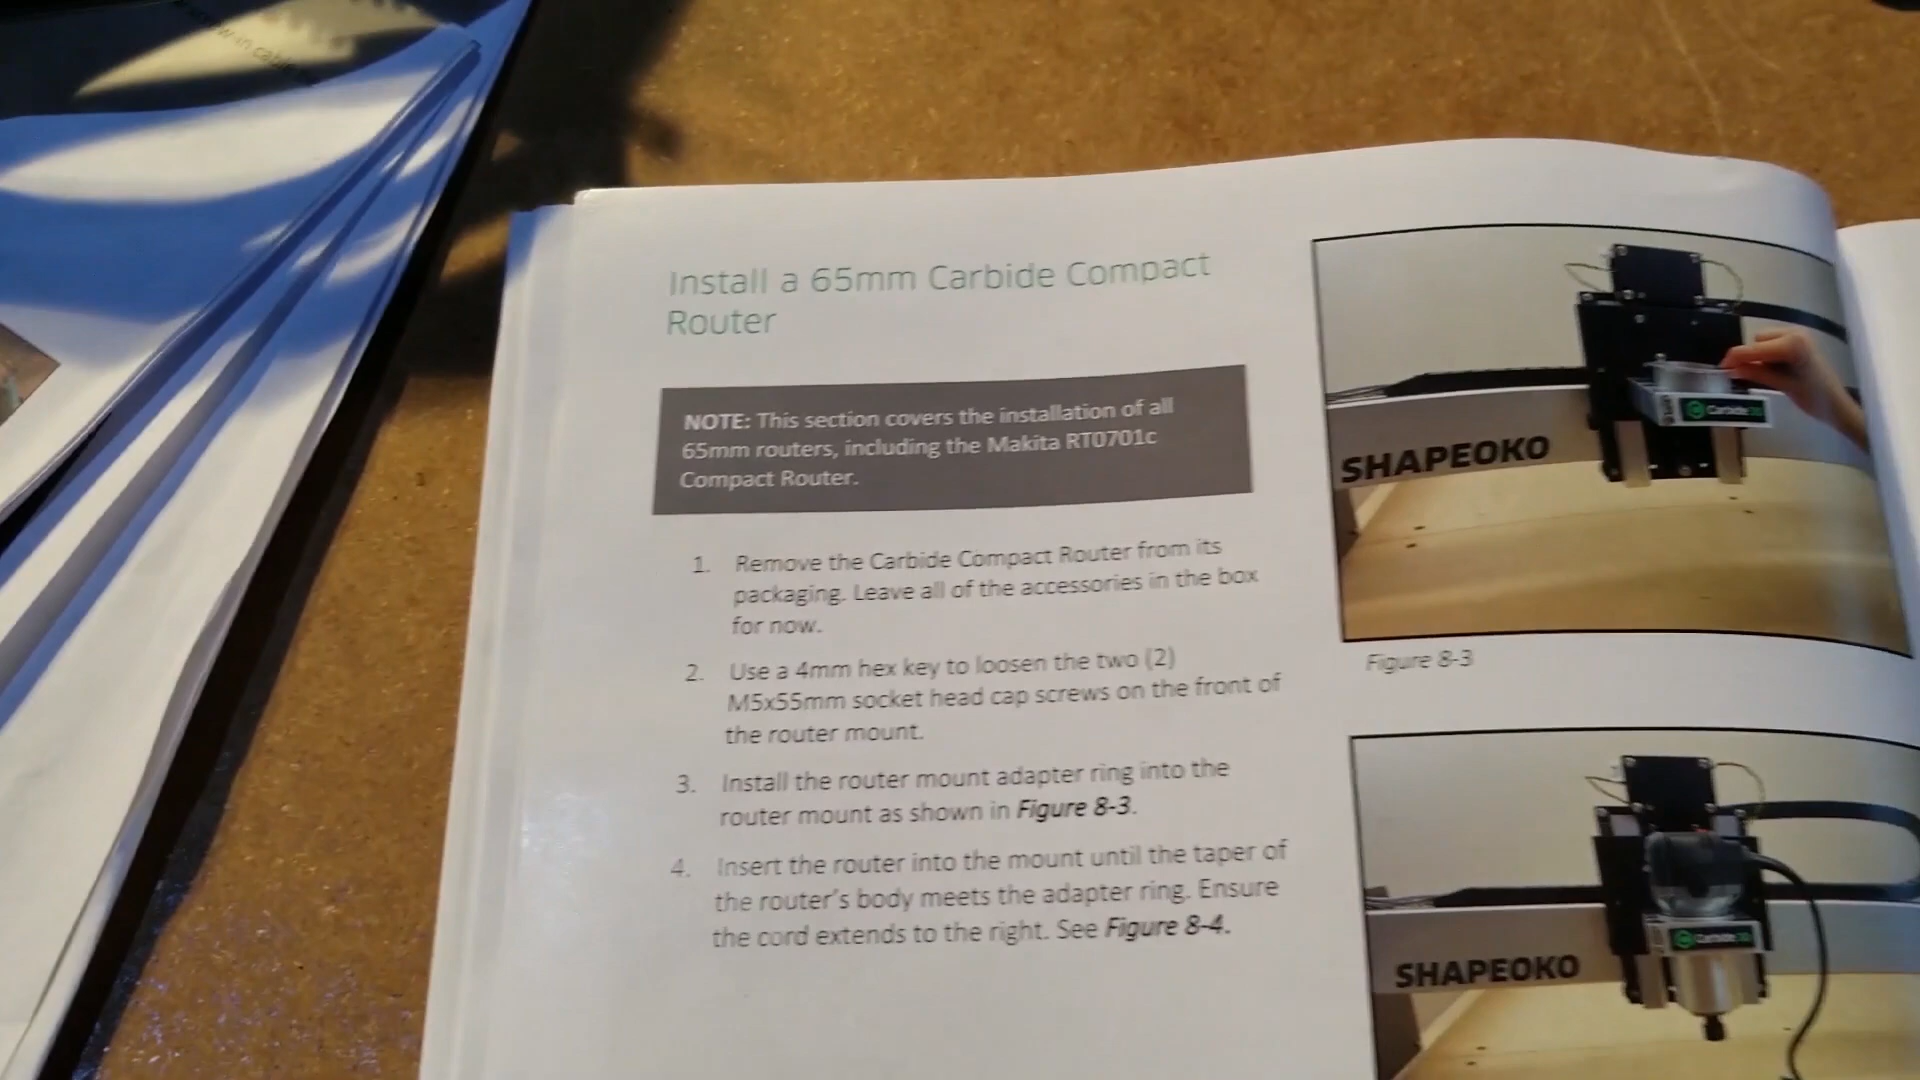 Install a 65mm Carbide Compact
Router
NOTE: This section covers the installation of all
65mm routers, including the Makita RT0701c
Compact Router.
1. Remove the Carbide Compact Router from its
packaging. Leave all of the accessories in the box
for now.
2. Use a 4mm hex key to loosen the two (2)
M5x55mm socket head cap screws on the front of
the router mount.
3. Install the router mount adapter ring into the
router mount as shown in Figure 8-3.
4. Insert the router into the mount until the taper of
the router's body meets the adapter ring. Ensure
the cord extends to the right. See Figure 8-4.
Carbide 3D
SHAPEOKO
Figure 8-3
Carbide 3D
SHAPEOKO